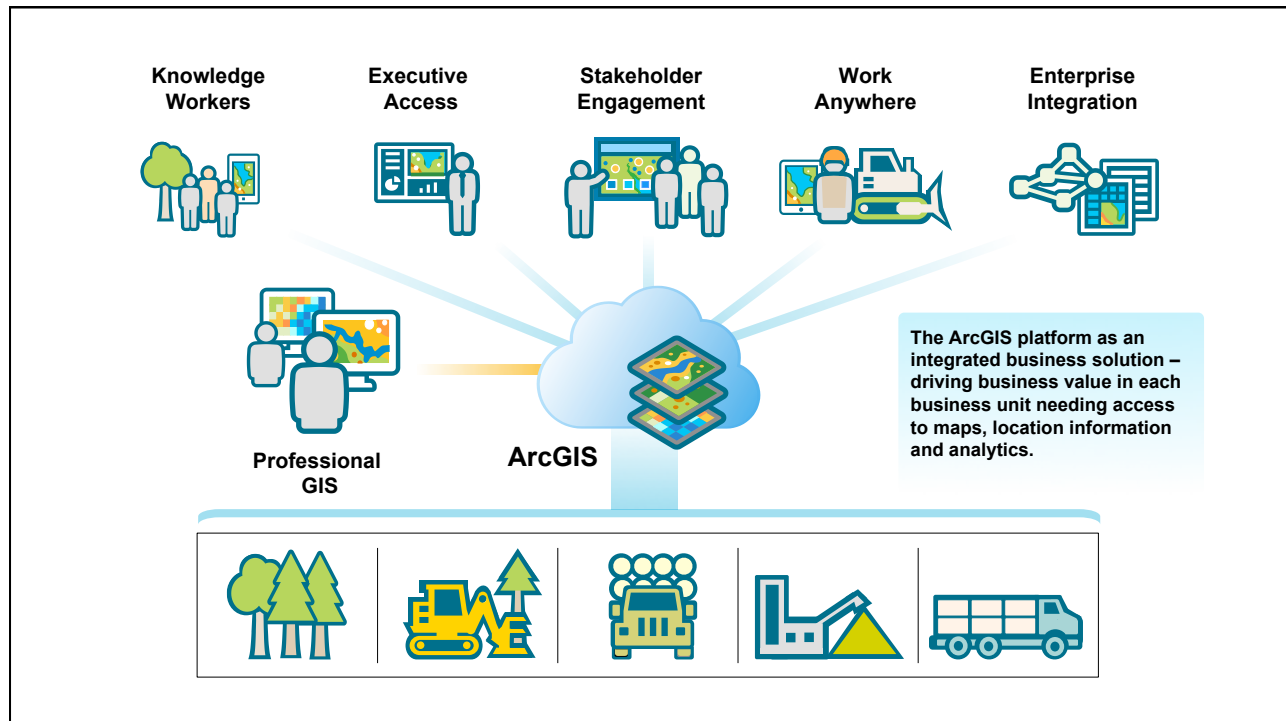 Knowledge
Workers
Executive
Access
Stakeholder
Engagement
Work
Anywhere
Enterprise
Integration
The ArcGIS platform as an
integrated business solution –
driving business value in each
business unit needing access
to maps, location information
and analytics.
ArcGIS
Professional
GIS